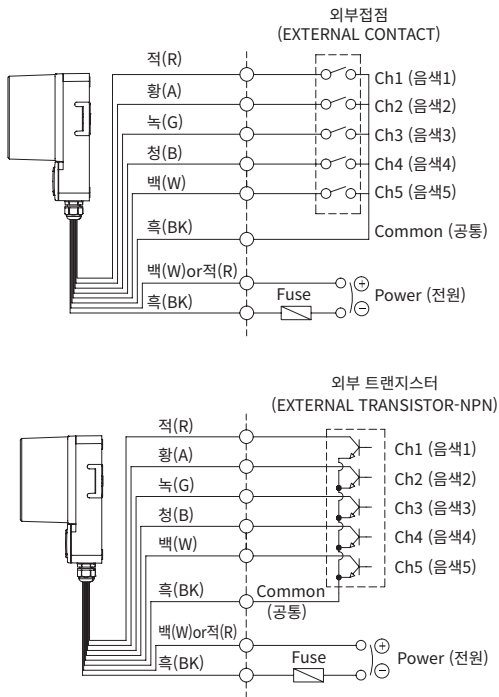 외부접점
(EXTERNAL CONTACT)
적(R)
Ch1 (음색1)
황(A)
Ch2 (음색2)
녹(G)
Ch3 (음색3)
청(B)
Ch4 (음색4)
백(W)
Ch5 (음색5)
흑(BK)
Common (공통)
백(W)or적(R)
+
Fuse
Power (전원)
흑(BK)
−
외부 트랜지스터
(EXTERNAL TRANSISTOR-NPN)
적(R)
Ch1 (음색1)
황(A)
Ch2 (음색2)
녹(G)
Ch3 (음색3)
청(B)
Ch4 (음색4)
백(W)
Ch5 (음색5)
흑(BK)
Common
(공통)
백(W)or적(R)
+
Fuse
Power (전원)
흑(BK)
−